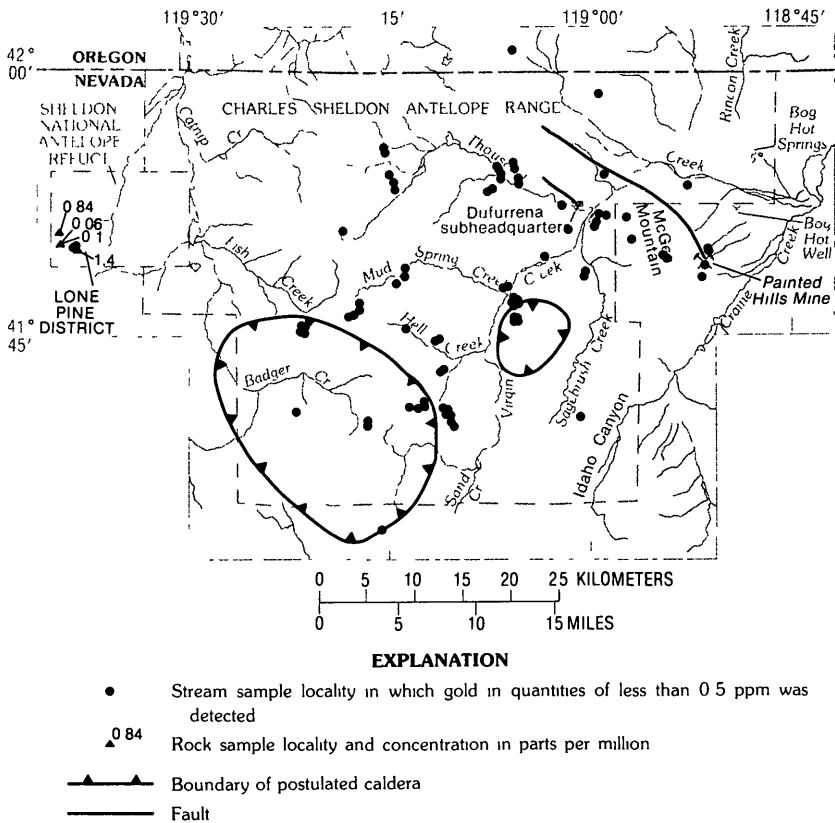 119°30' 15' 119°00' 118°45'
42°
00'
OREGON
NEVADA
SHELDON
NATIONAL
ANTELOPE
REFUGE
CHARLES SHELDON ANTELOPE RANGE
Catnip
Cr
Rincon Creek
Bog
Hot
Springs
Creek
0 84
0 06
0 1
1.4
LONE
PINE
DISTRICT
Dufurrena
subheadquarter
McGee
Mountain
Bog
Hot
Well
Painted
Hills Mine
Craine Creek
Fish
Creek
Mud Spring Creek
Creek
41°
45'
Hell
Creek
Badger
Cr
Virgin
Sagebrush Creek
Idaho Canyon
Sand
Cr
0 5 10 15 20 25 KILOMETERS
0 5 10 15 MILES
EXPLANATION
Stream sample locality in which gold in quantities of less than 0 5 ppm was
detected
0 84
Rock sample locality and concentration in parts per million
Boundary of postulated caldera
Fault